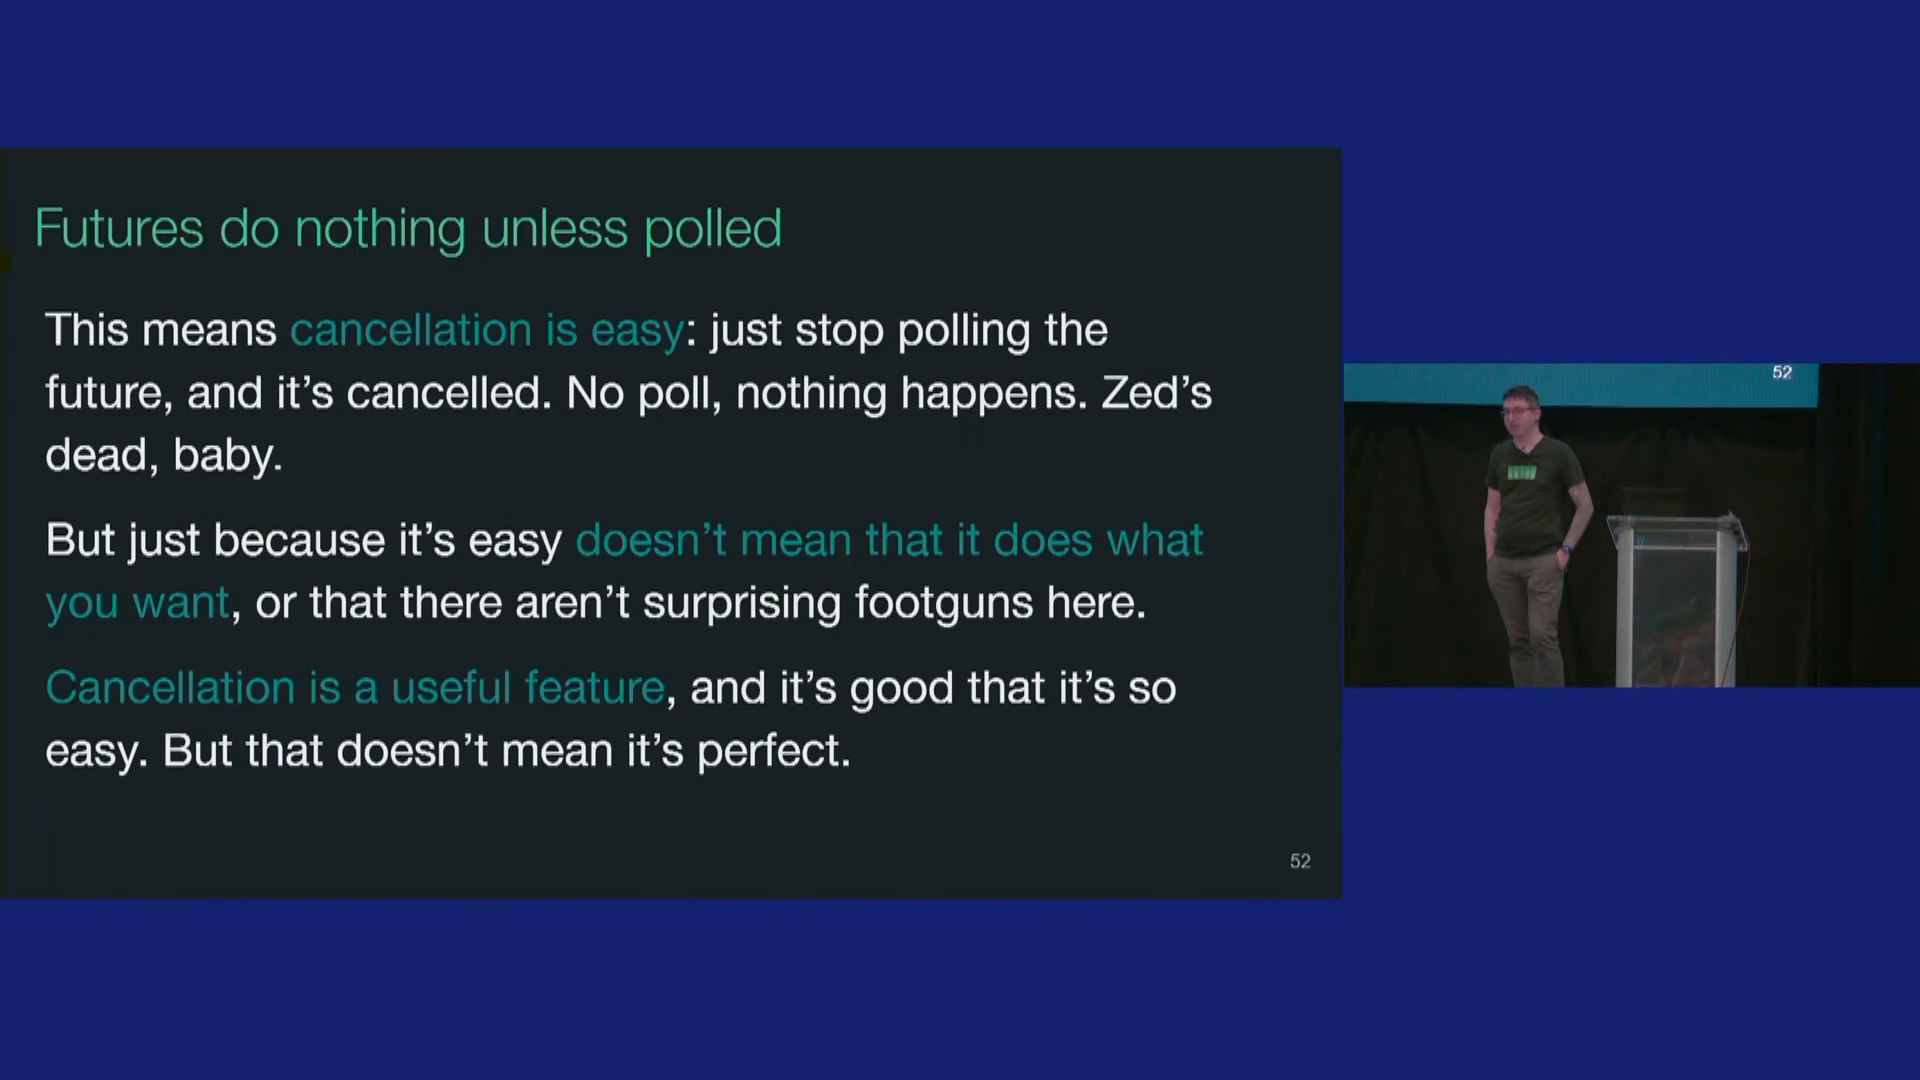 Futures do nothing unless polled
This means cancellation is easy: just stop polling the
future, and it’s cancelled. No poll, nothing happens. Zed’s
dead, baby.
But just because it’s easy doesn’t mean that it does what
you want, or that there aren’t surprising footguns here.
Cancellation is a useful feature, and it’s good that it’s so
easy. But that doesn’t mean it’s perfect.
52
52